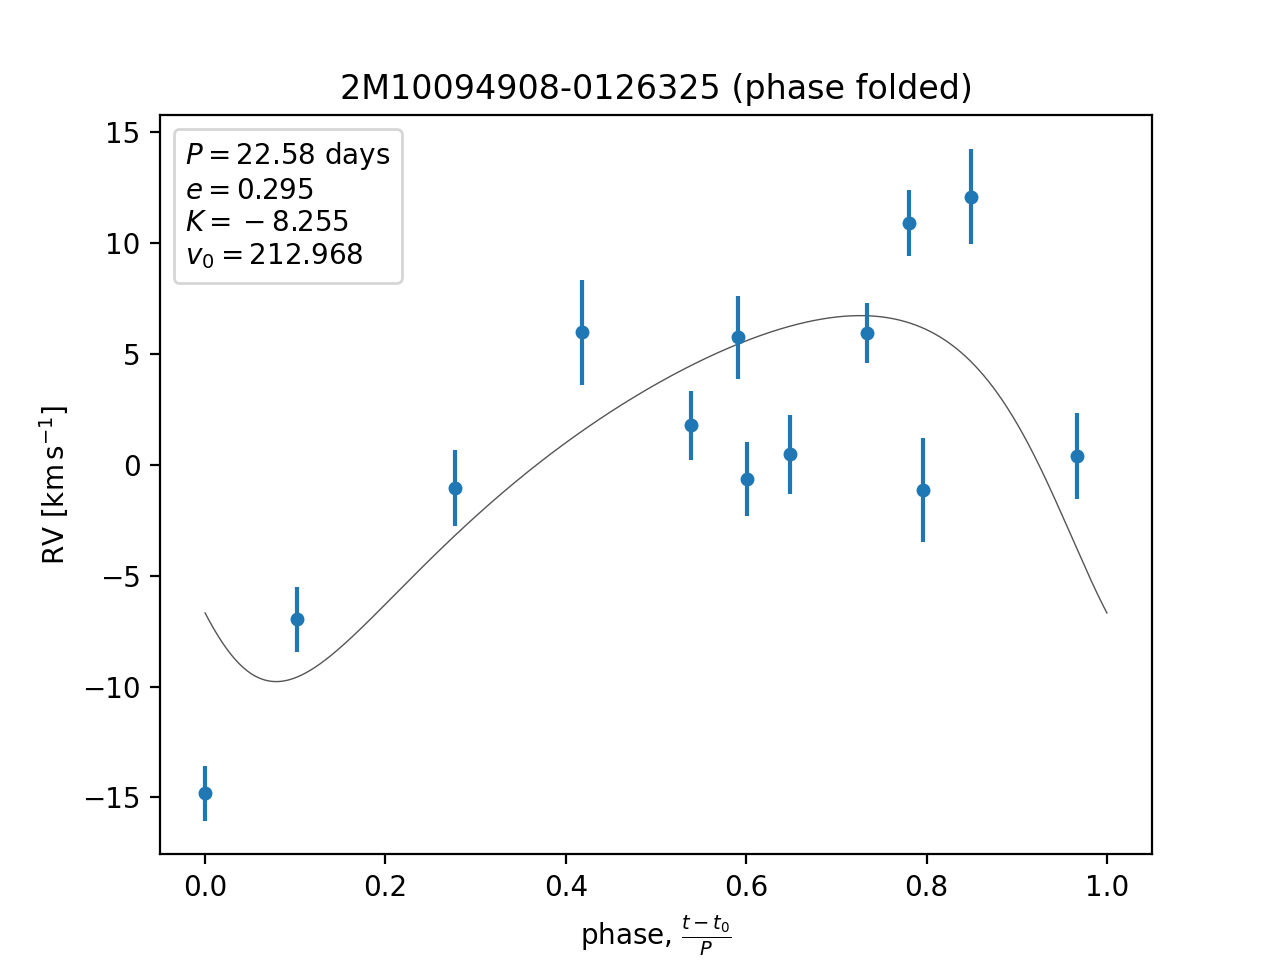 2M10094908-0126325 (phase folded)
P = 22.58 days
e = 0.295
K = −8.255
v₀ = 212.968
RV [km s⁻¹]
15
10
5
0
−5
−10
−15
0.0 0.2 0.4 0.6 0.8 1.0
phase, (t − t₀)/P